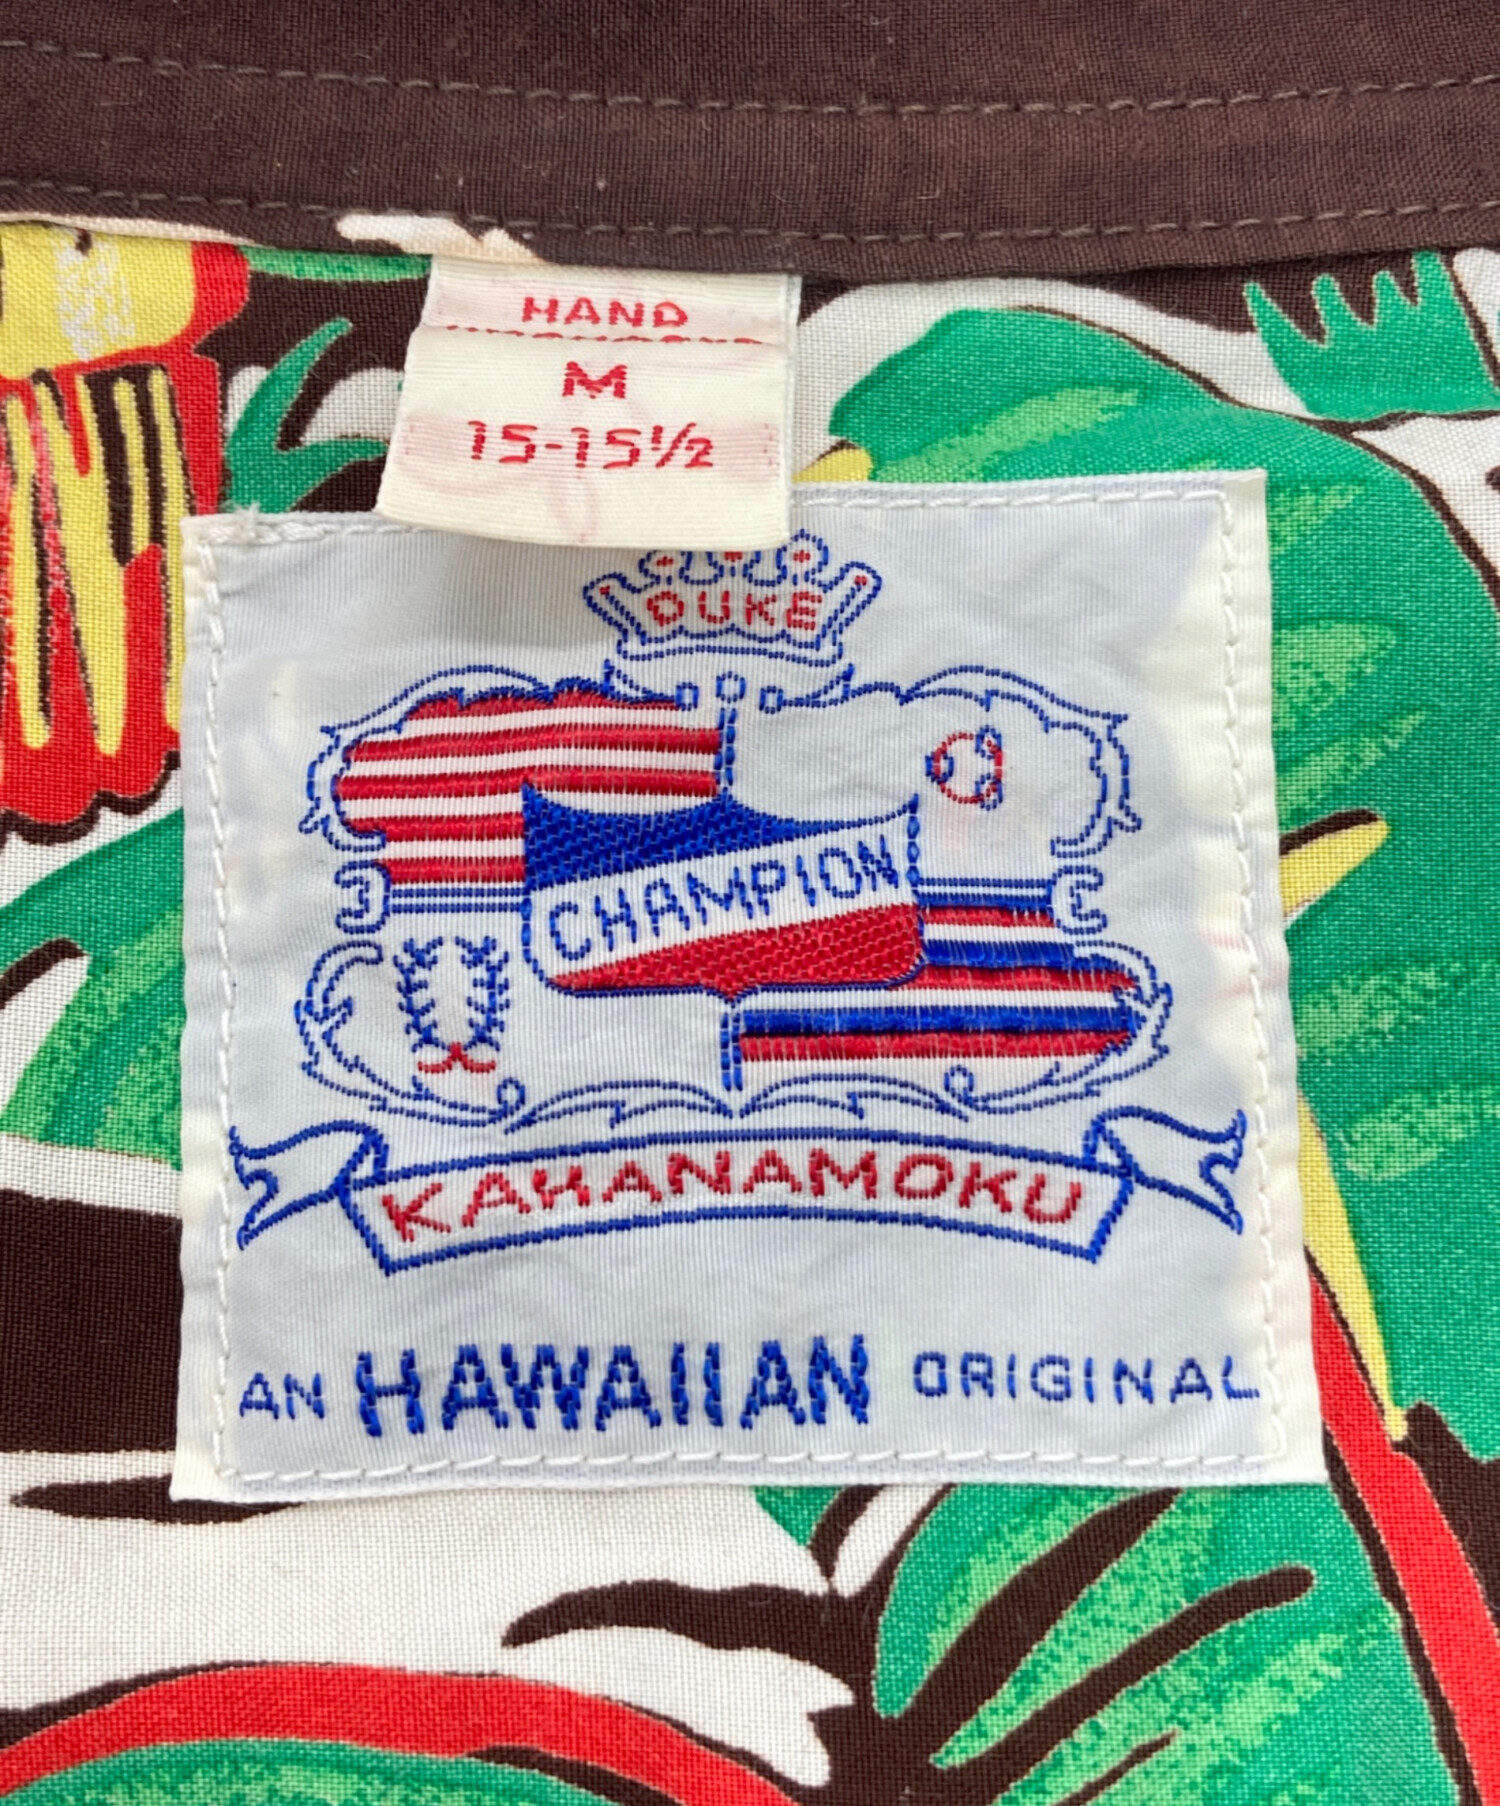 HAND
M
15-15½
DUKE
CHAMPION
KAHANAMOKU
AN HAWAIIAN ORIGINAL